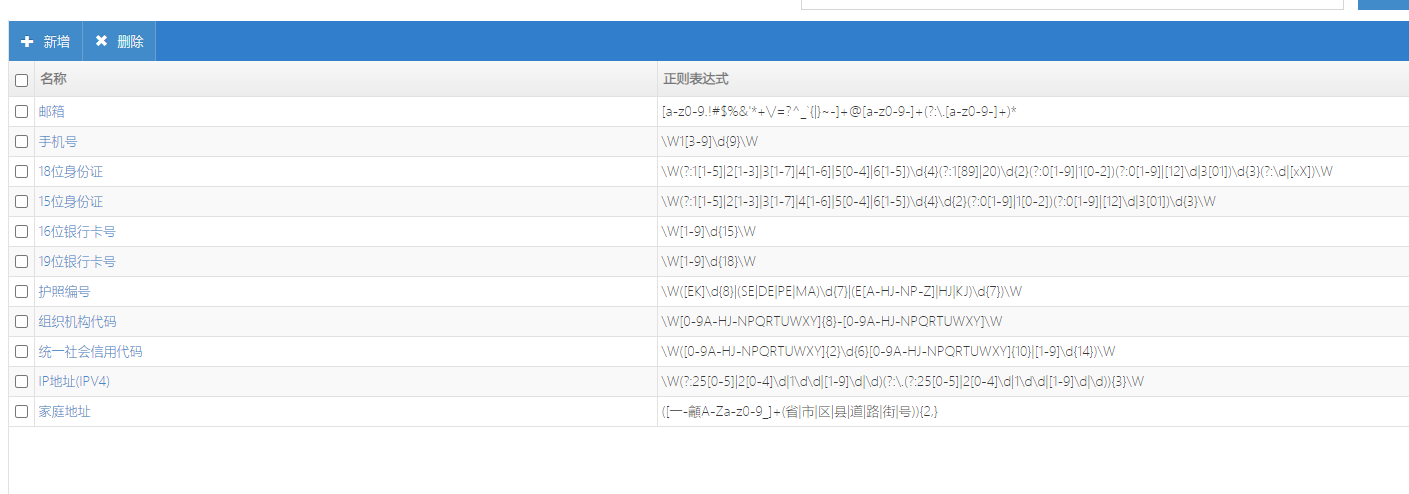 新增 删除
名称 正则表达式
邮箱 [a-z0-9.!#$%&'*+\/=?^_`{|}~-]+@[a-z0-9-]+(?:\.[a-z0-9-]+)*
手机号 \W1[3-9]\d{9}\W
18位身份证 \W(?:1[1-5]|2[1-3]|3[1-7]|4[1-6]|5[0-4]|6[1-5])\d{4}(?:1[89]|20)\d{2}(?:0[1-9]|1[0-2])(?:0[1-9]|[12]\d|3[01])\d{3}(?:\d|[xX])\W
15位身份证 \W(?:1[1-5]|2[1-3]|3[1-7]|4[1-6]|5[0-4]|6[1-5])\d{4}\d{2}(?:0[1-9]|1[0-2])(?:0[1-9]|[12]\d|3[01])\d{3}\W
16位银行卡号 \W[1-9]\d{15}\W
19位银行卡号 \W[1-9]\d{18}\W
护照编号 \W([EK]\d{8}|(SE|DE|PE|MA)\d{7}|(E[A-HJ-NP-Z]|HJ|KJ)\d{7})\W
组织机构代码 \W[0-9A-HJ-NPQRTUWXY]{8}-[0-9A-HJ-NPQRTUWXY]\W
统一社会信用代码 \W([0-9A-HJ-NPQRTUWXY]{2}\d{6}[0-9A-HJ-NPQRTUWXY]{10}|[1-9]\d{14})\W
IP地址(IPV4) \W(?:25[0-5]|2[0-4]\d|1\d\d|[1-9]\d|\d)(?:\.(?:25[0-5]|2[0-4]\d|1\d\d|[1-9]\d|\d)){3}\W
家庭地址 ([一-龥A-Za-z0-9_]+(省|市|区|县|道|路|街|号)){2,}